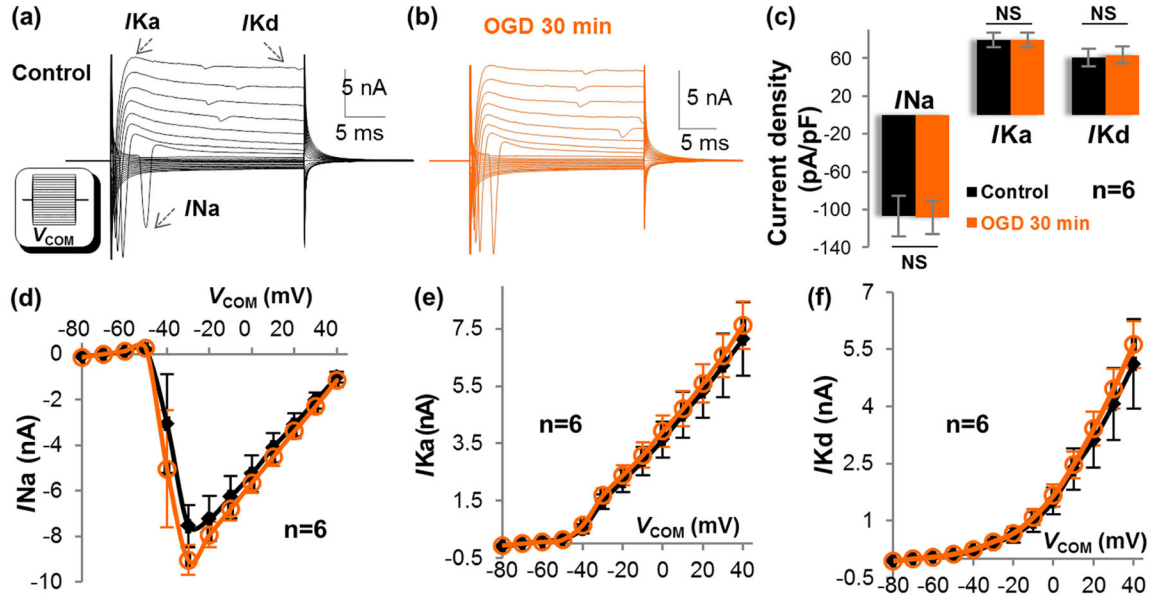 (a)
IKa
IKd
Control
5 nA
5 ms
INa
VCOM
(b)
OGD 30 min
5 nA
5 ms
(c)
NS
NS
Current density
(pA/pF)
60
20
-20
-60
-100
-140
INa
IKa
IKd
Control
n=6
OGD 30 min
NS
(d)
VCOM (mV)
-80 -60 -40 -20 0 20 40
INa (nA)
0
-2
-4
-6
-8
-10
n=6
(e)
IKa (nA)
7.5
5.5
3.5
1.5
-0.5
n=6
VCOM (mV)
-80 -60 -40 -20 0 20 40
(f)
IKd (nA)
7
5.5
4
2.5
1
-0.5
n=6
VCOM (mV)
-80 -60 -40 -20 0 20 40